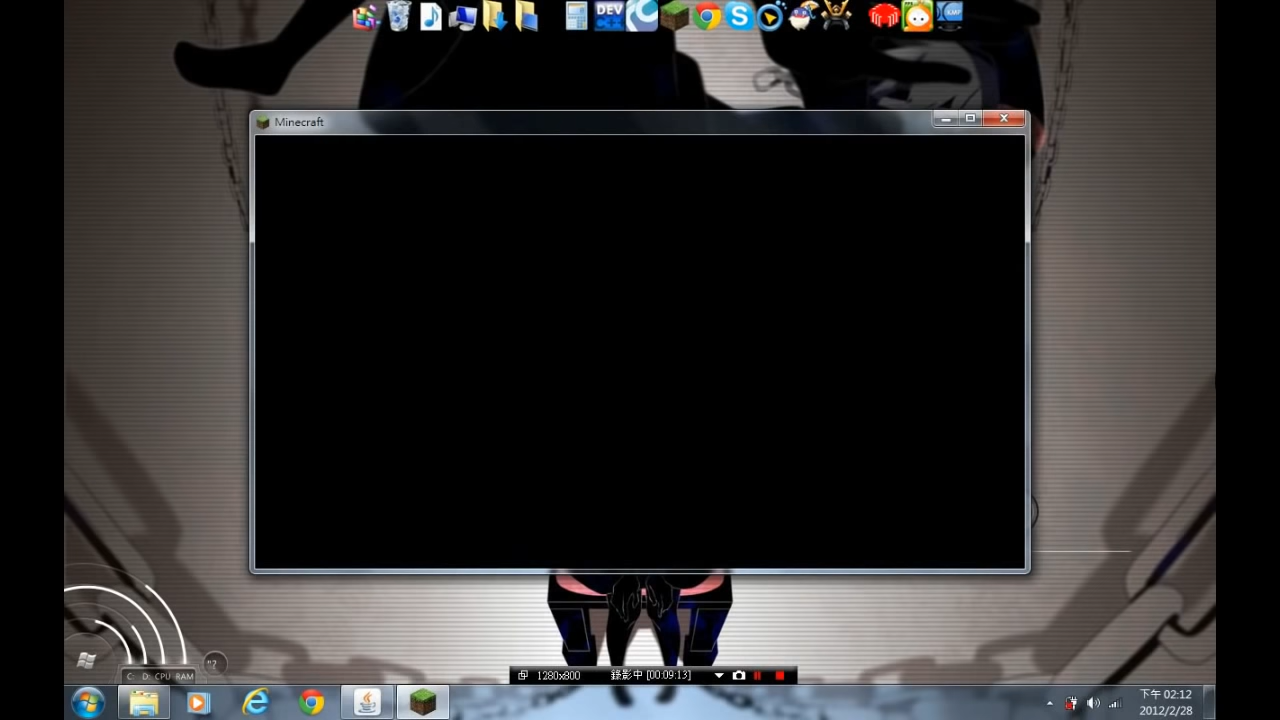 DEV
C++
S
Minecraft
C: D: CPU RAM
1280x800 錄影中 [00:09:13]
下午 02:12
2012/2/28